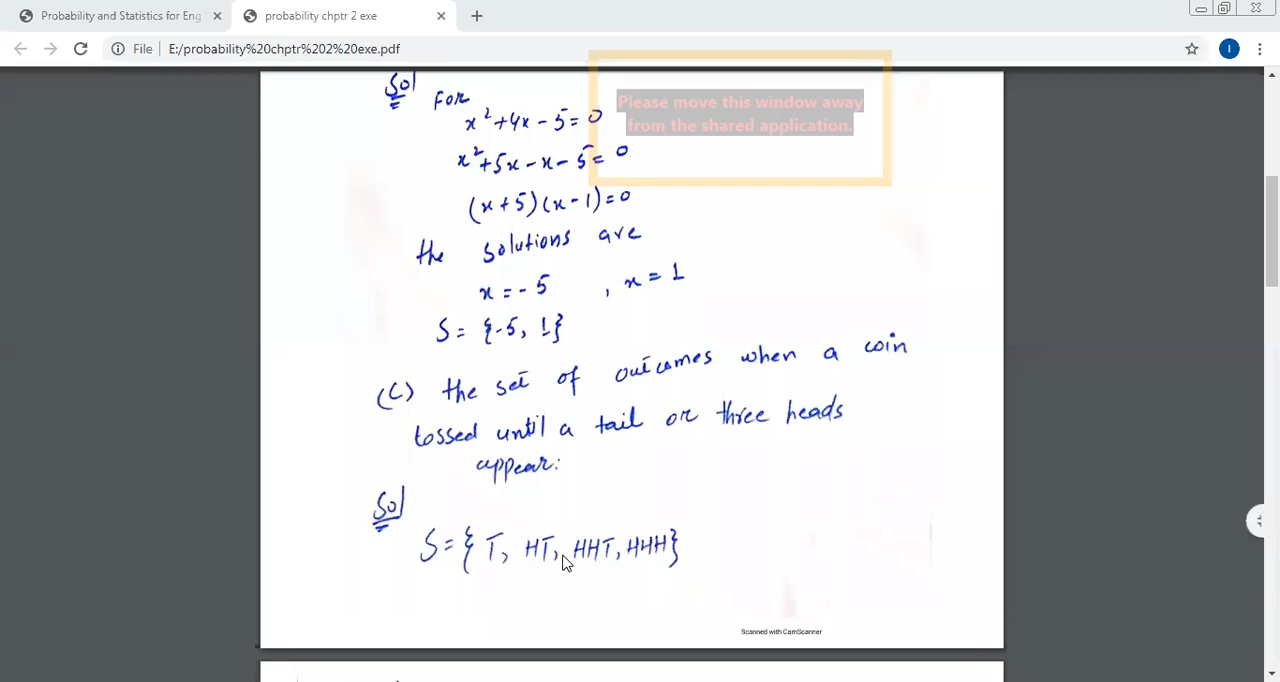 Probability and Statistics for Eng
probability chptr 2 exe
File
E:/probability%20chptr%202%20exe.pdf
I
Please move this window away
from the shared application.
Sol
For
x²+4x-5=0
x²+5x-x-5=0
(x+5)(x-1)=0
the solutions are
x=-5 , x=1
S={-5, 1}
(C) the set of outcomes when a coin
tossed until a tail or three heads
appear:
Sol
S={T, HT, HHT, HHH}
Scanned with CamScanner